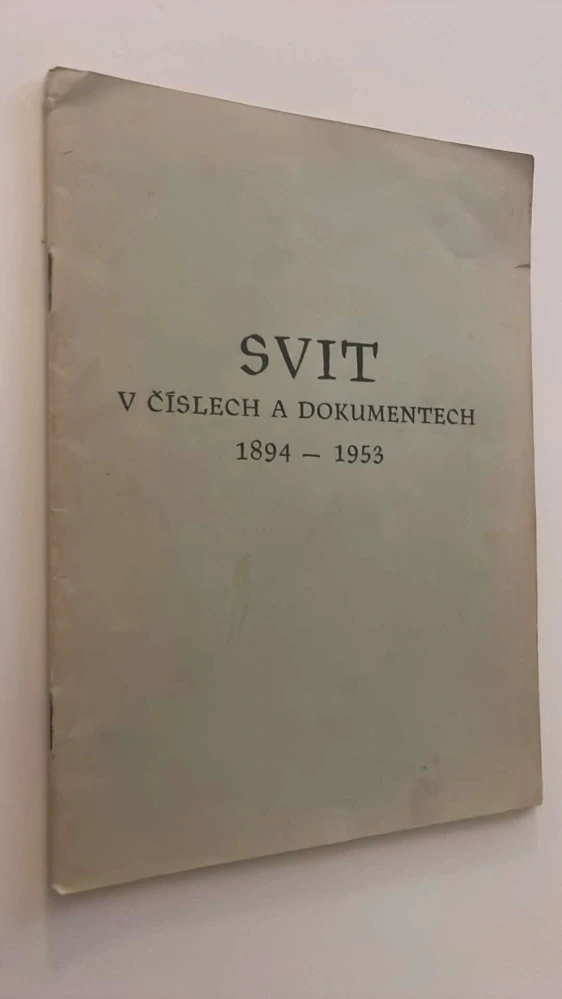 SVIT
V ČÍSLECH A DOKUMENTECH
1894 – 1953